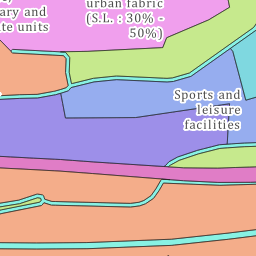 urban fabric
ary and
(S.L. : 30% -
te units
50%)
Sports and
leisure
facilities